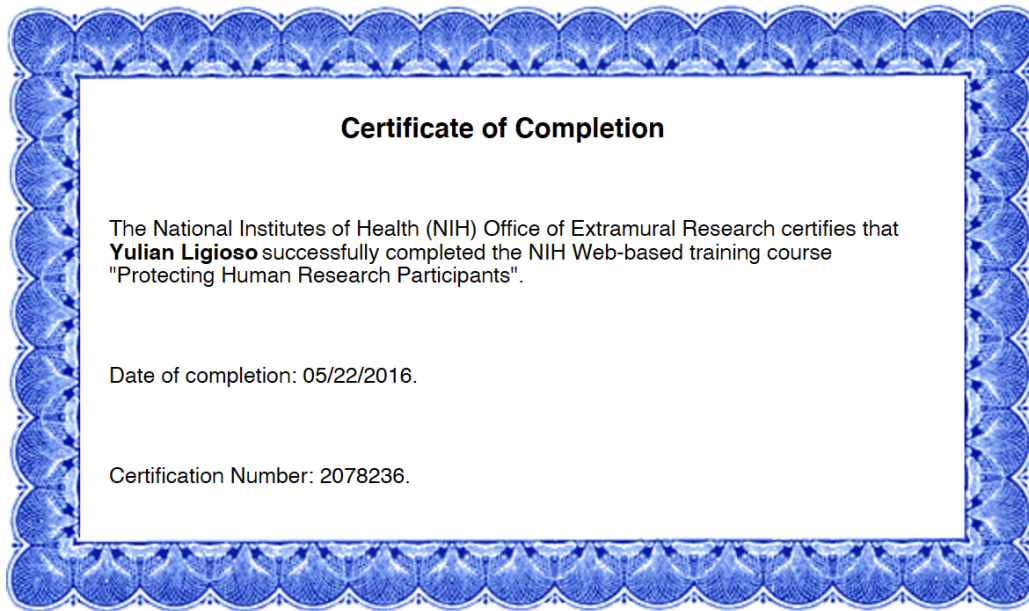 Certificate of Completion
The National Institutes of Health (NIH) Office of Extramural Research certifies that
Yulian Ligioso successfully completed the NIH Web-based training course
"Protecting Human Research Participants".
Date of completion: 05/22/2016.
Certification Number: 2078236.